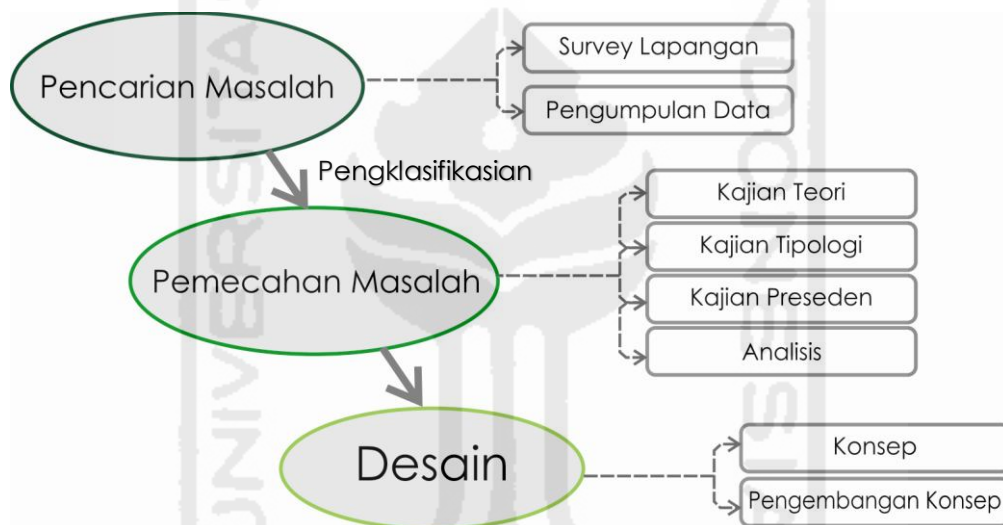 Pencarian Masalah
Survey Lapangan
Pengumpulan Data
Pengklasifikasian
Pemecahan Masalah
Kajian Teori
Kajian Tipologi
Kajian Preseden
Analisis
Desain
Konsep
Pengembangan Konsep
UNIVERSITAS